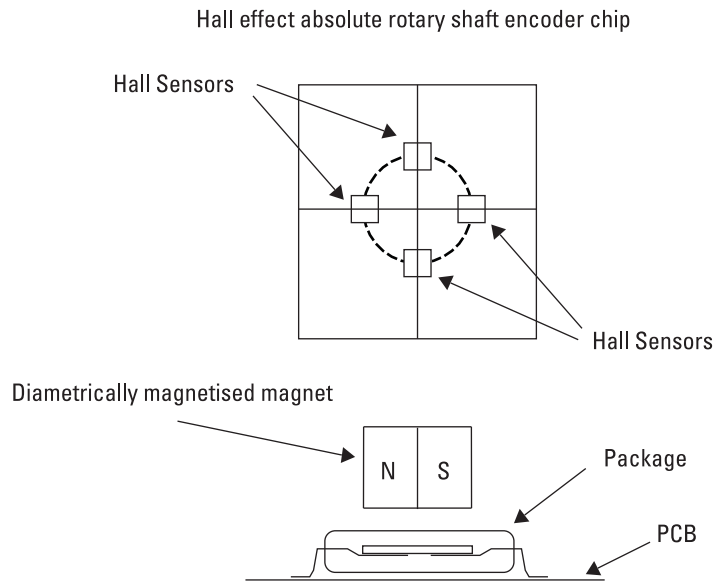 Hall effect absolute rotary shaft encoder chip
Hall Sensors
Hall Sensors
Diametrically magnetised magnet
N S
Package
PCB